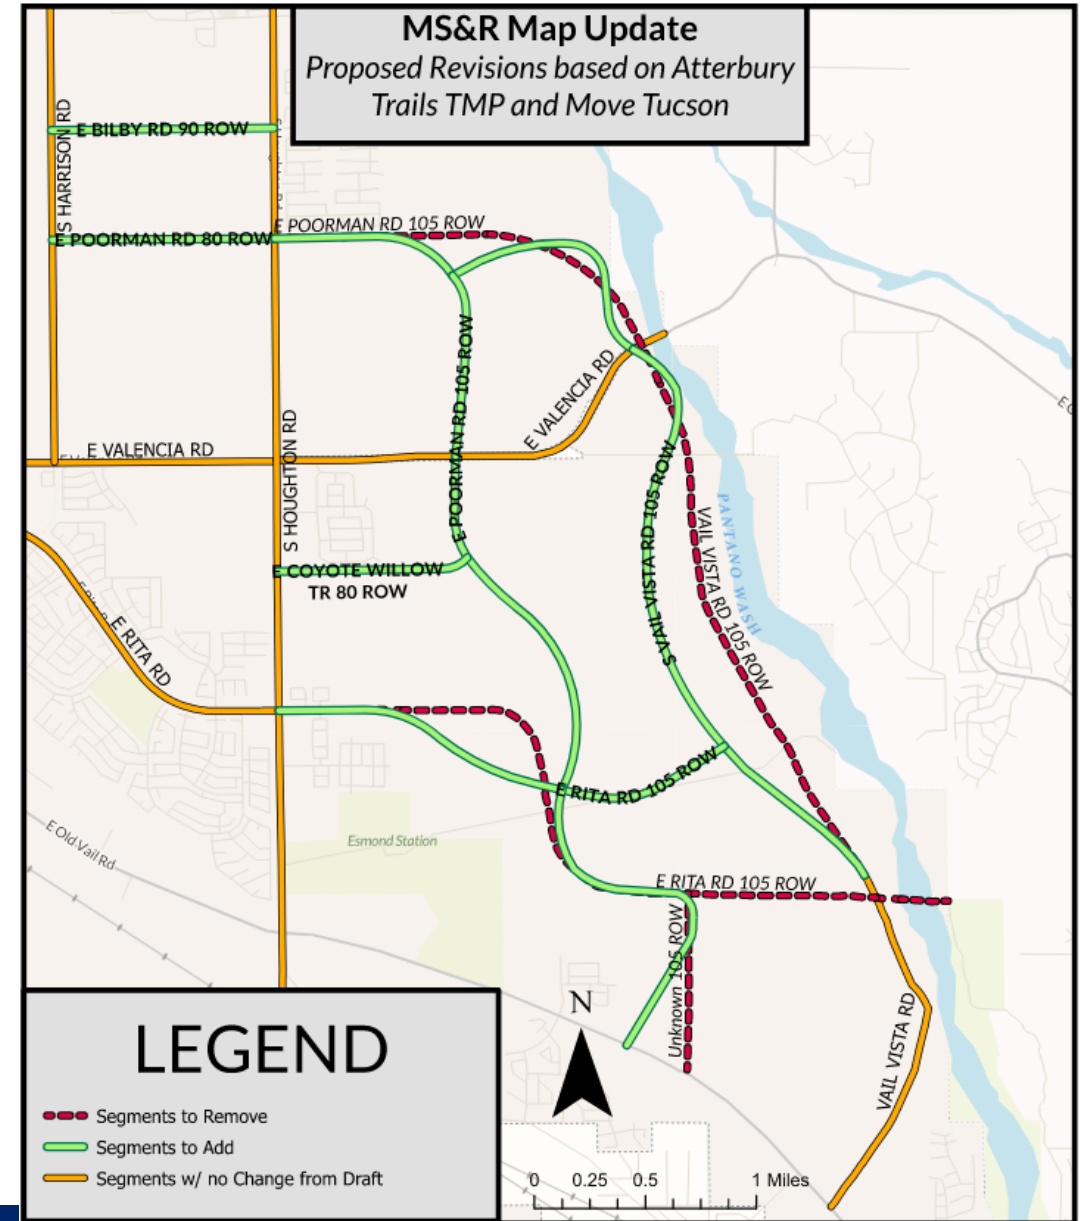 MS&R Map Update
Proposed Revisions based on Atterbury
Trails TMP and Move Tucson
S HARRISON RD
E BILBY RD 90 ROW
E POORMAN RD 80 ROW
E POORMAN RD 105 ROW
E POORMAN RD 105 ROW
E VALENCIA RD
E VALENCIA RD
S HOUGHTON RD
S VAIL VISTA RD 105 ROW
VAIL VISTA RD 105 ROW
PANTANO WASH
E COYOTE WILLOW
TR 80 ROW
E RITA RD
E RITA RD 105 ROW
E Old Vail Rd
Esmond Station
E RITA RD 105 ROW
Unknown 105 ROW
VAIL VISTA RD
N
0 0.25 0.5 1 Miles
LEGEND
Segments to Remove
Segments to Add
Segments w/ no Change from Draft